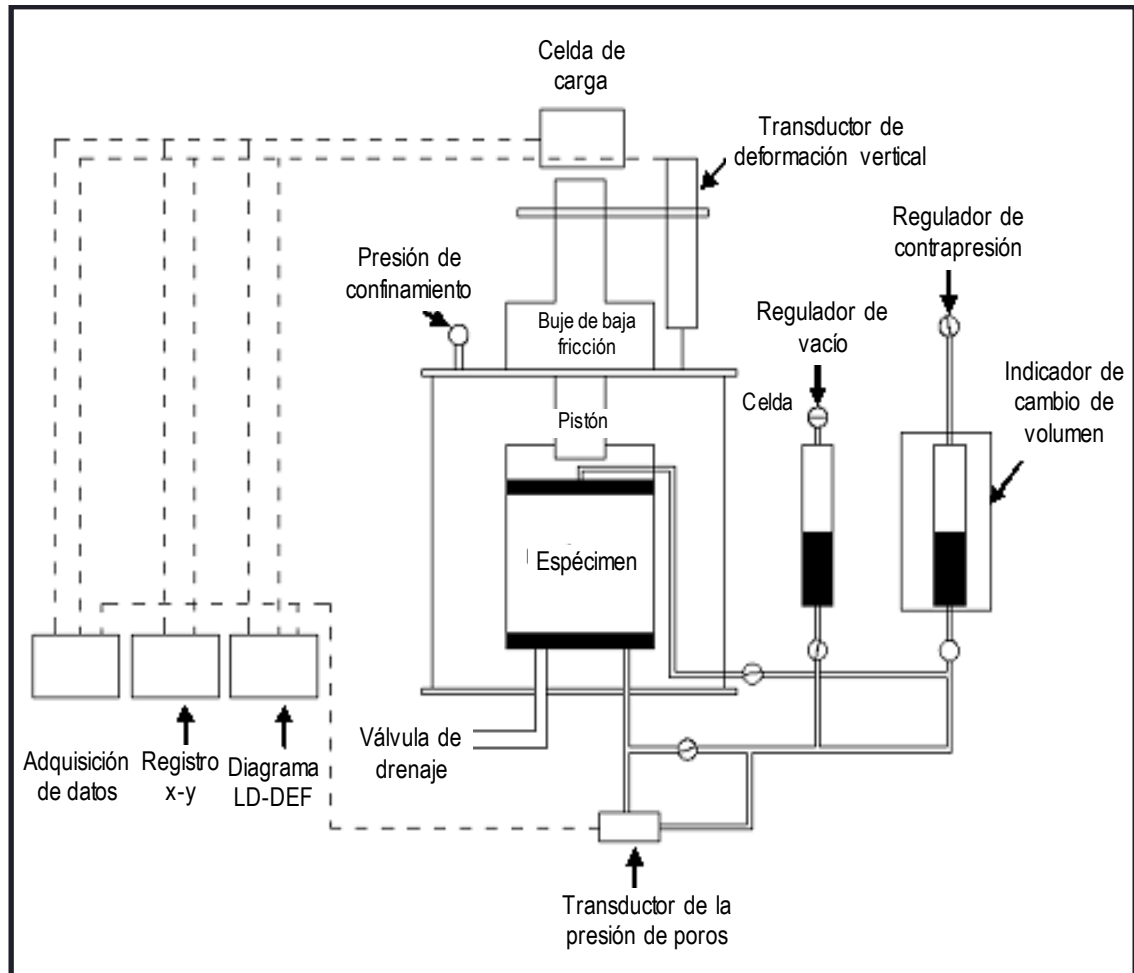 Celda de
carga
Transductor de
deformación vertical
Regulador de
contrapresión
Presión de
confinamiento
Buje de baja
fricción
Regulador de
vacío
Indicador de
cambio de
volumen
Celda
Pistón
Espécimen
Válvula de
drenaje
Adquisición
de datos
Registro
x-y
Diagrama
LD-DEF
Transductor de la
presión de poros